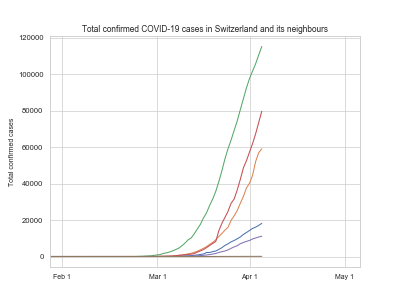 Total confirmed COVID-19 cases in Switzerland and its neighbours
120000
100000
80000
60000
40000
20000
0
Total confirmed cases
Feb 1 Mar 1 Apr 1 May 1